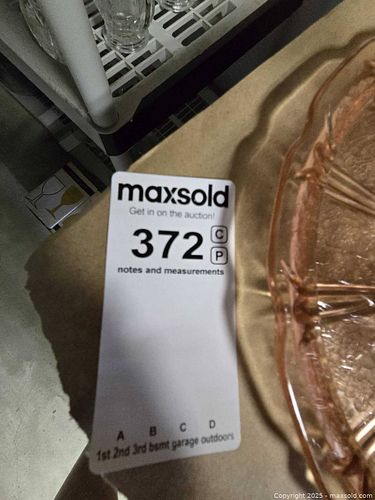 maxsold
Get in on the auction!
372 C
P
notes and measurements
A B C D
1st 2nd 3rd bsmt garage outdoors
Copyright 2025 - maxsold.com